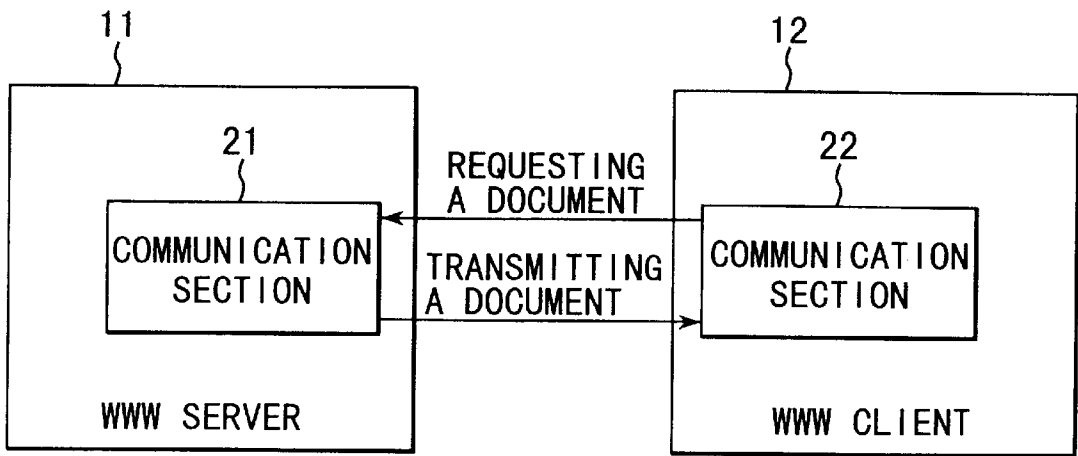 11
12
21
22
REQUESTING
A DOCUMENT
COMMUNICATION
SECTION
TRANSMITTING
A DOCUMENT
COMMUNICATION
SECTION
WWW SERVER
WWW CLIENT